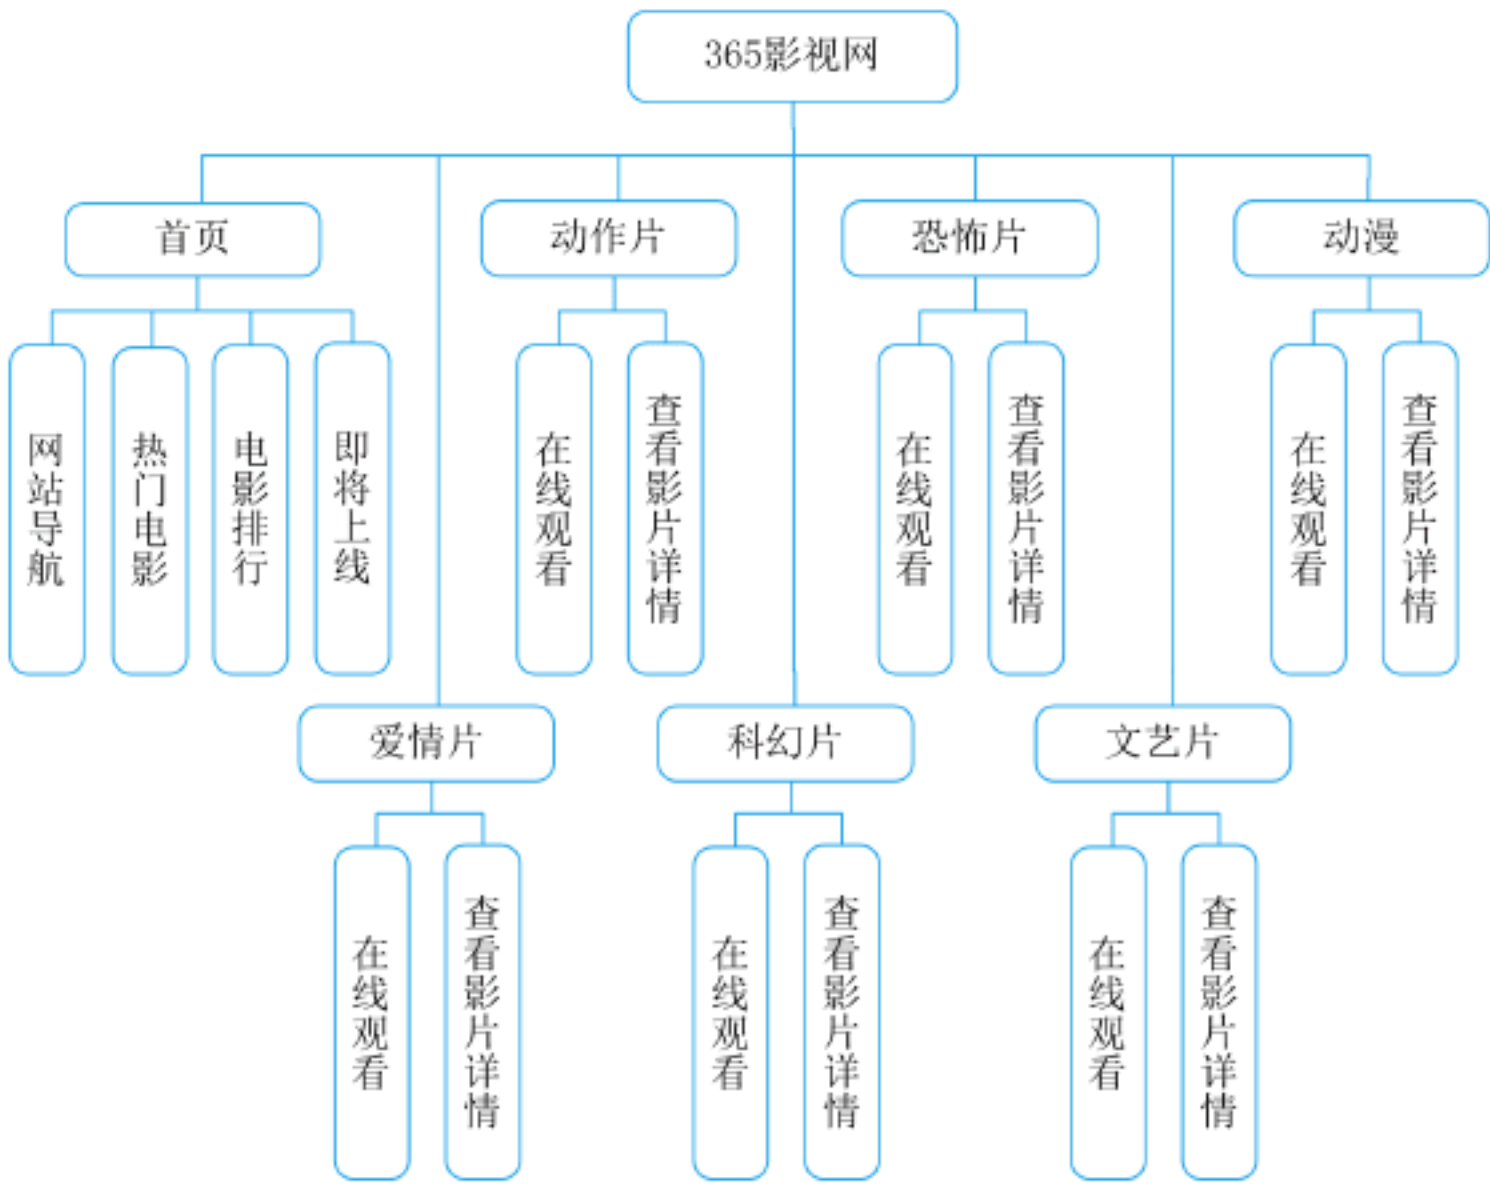 365影视网
首页
动作片
恐怖片
动漫
网站导航
热门电影
电影排行
即将上线
在线观看
查看影片详情
在线观看
查看影片详情
在线观看
查看影片详情
爱情片
科幻片
文艺片
在线观看
查看影片详情
在线观看
查看影片详情
在线观看
查看影片详情